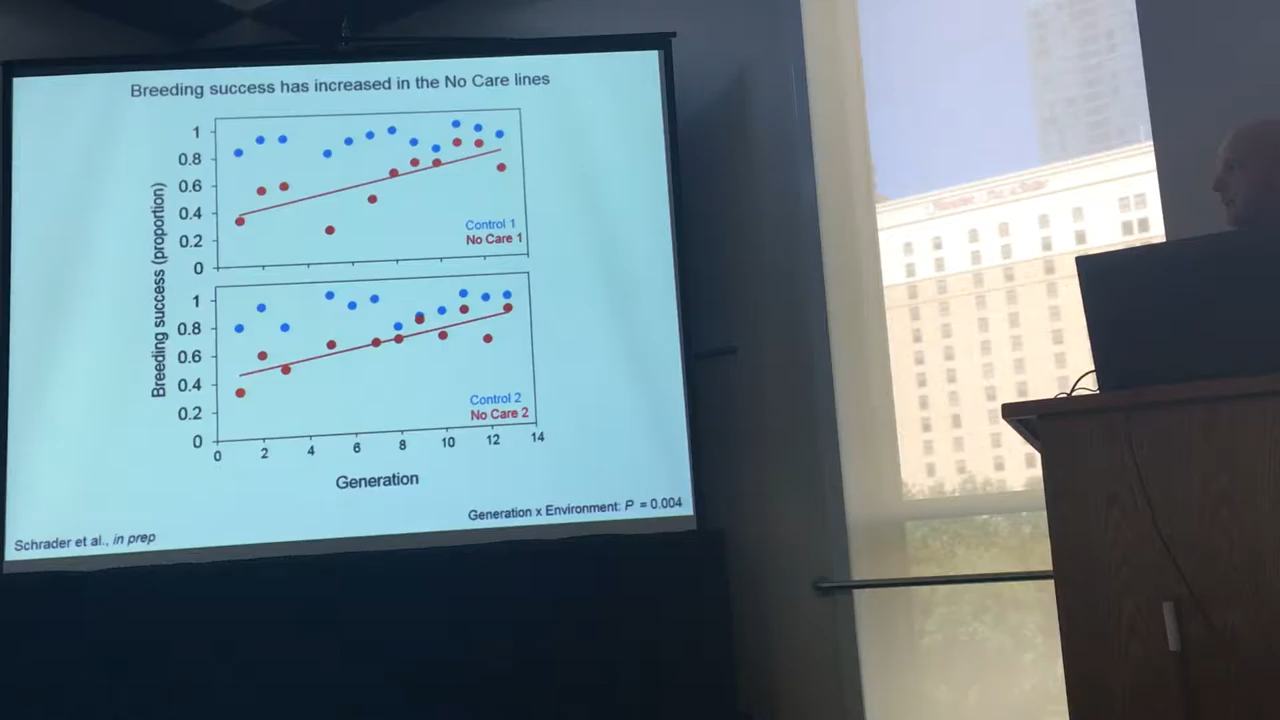 Breeding success has increased in the No Care lines
Breeding success (proportion)
1
0.8
0.6
0.4
0.2
0
Control 1
No Care 1
Breeding success (proportion)
1
0.8
0.6
0.4
0.2
0
Control 2
No Care 2
0 2 4 6 8 10 12 14
Generation
Generation x Environment: P = 0.004
Schrader et al., in prep